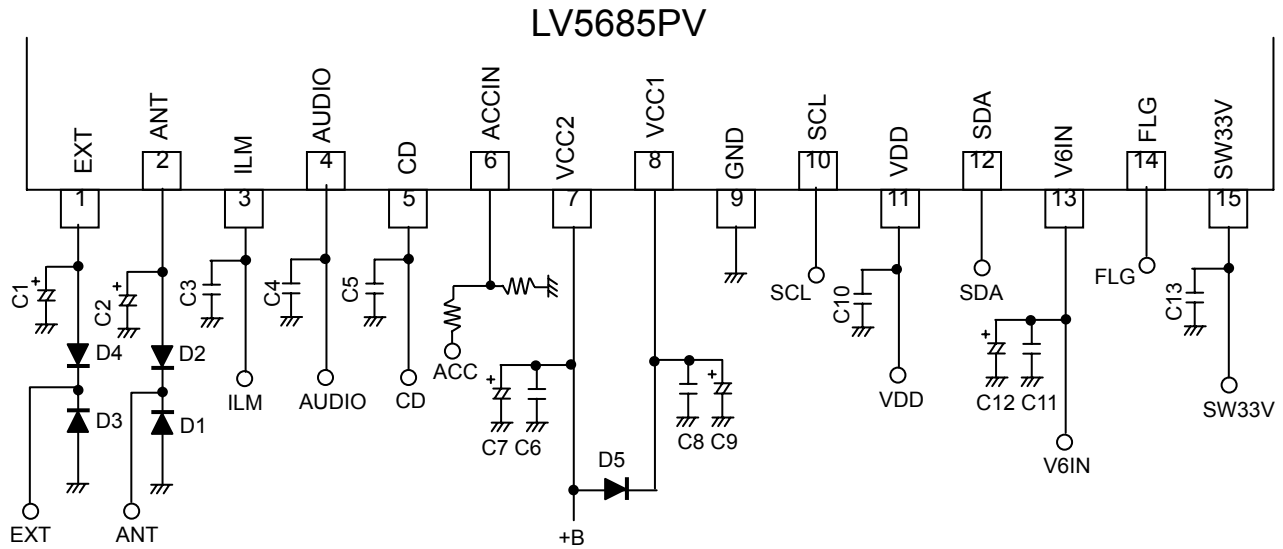 LV5685PV
EXT
ANT
ILM
AUDIO
CD
ACCIN
VCC2
VCC1
GND
SCL
VDD
SDA
V6IN
FLG
SW33V
1
2
3
4
5
6
7
8
9
10
11
12
13
14
15
C1
+
C2
+
C3
C4
C5
ACC
SCL
C10
SDA
FLG
C13
D4
D2
D3
D1
ILM
AUDIO
CD
+
C7
C6
C8
+
C9
VDD
+
C12
C11
SW33V
V6IN
D5
EXT
ANT
+B